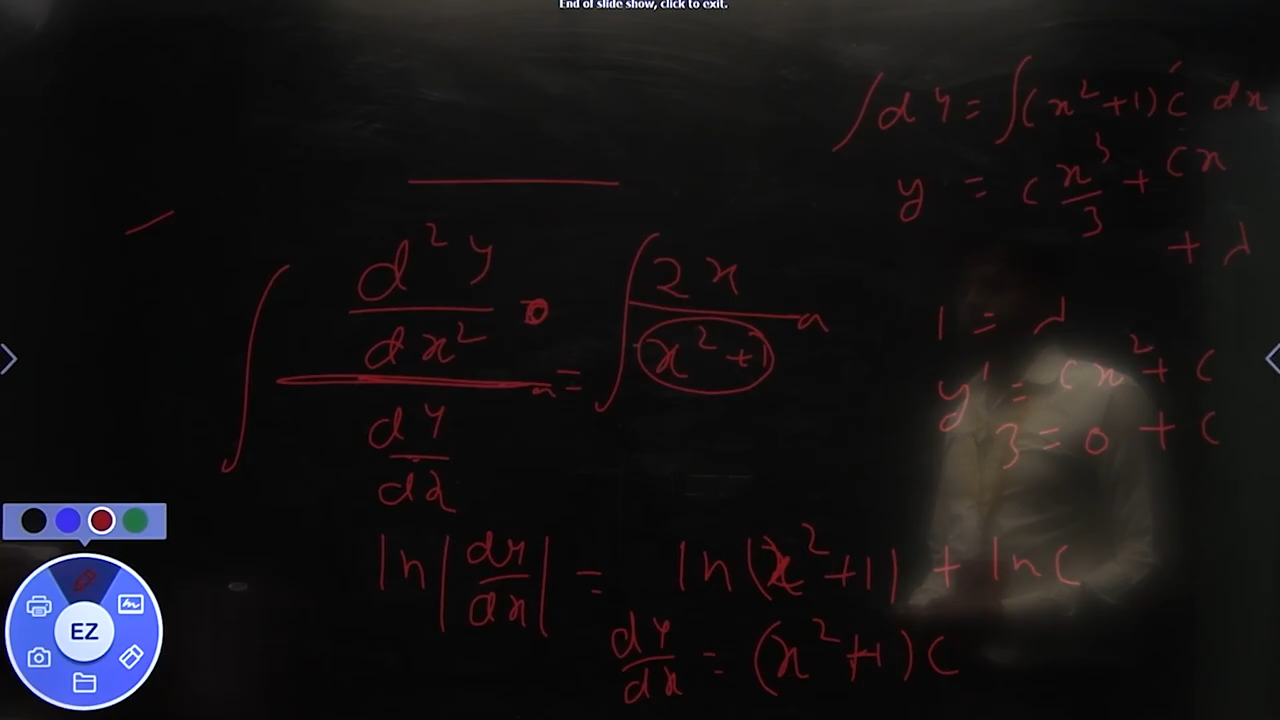 End of slide show, click to exit.
∫ (d²y/dx²)/(dy/dx) = ∫ 2x/(x²+1)
ln|dy/dx| = ln(x²+1) + ln c
dy/dx = (x²+1) c
∫dy = ∫(x²+1) c dx
y = c x³/3 + cx
+ λ
1 = λ
y' = cx² + c
3 = 0 + c
EZ